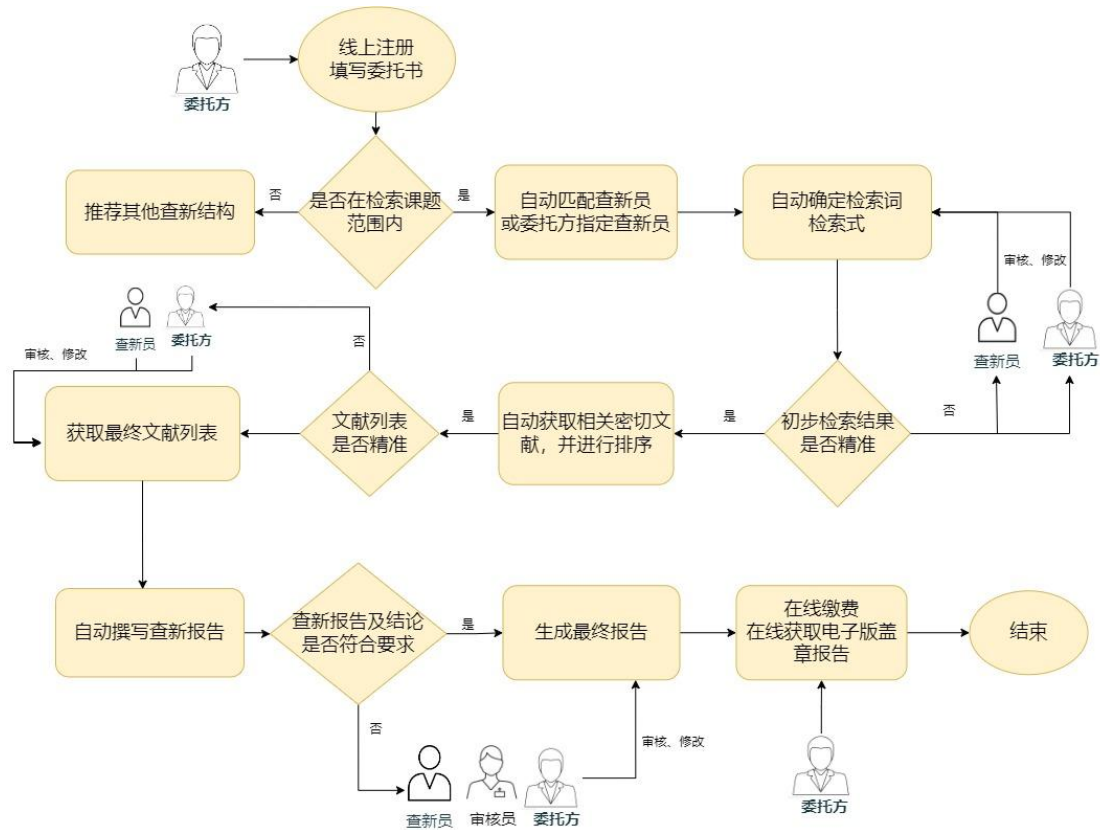 委托方
线上注册
填写委托书
推荐其他查新结构
否
是否在检索课题
范围内
是
自动匹配查新员
或委托方指定查新员
自动确定检索词
检索式
审核、修改
查新员
委托方
查新员
委托方
审核、修改
否
获取最终文献列表
文献列表
是否精准
是
自动获取相关密切文
献，并进行排序
是
初步检索结果
是否精准
否
自动撰写查新报告
查新报告及结论
是否符合要求
是
生成最终报告
在线缴费
在线获取电子版盖
章报告
结束
否
审核、修改
查新员
审核员
委托方
委托方